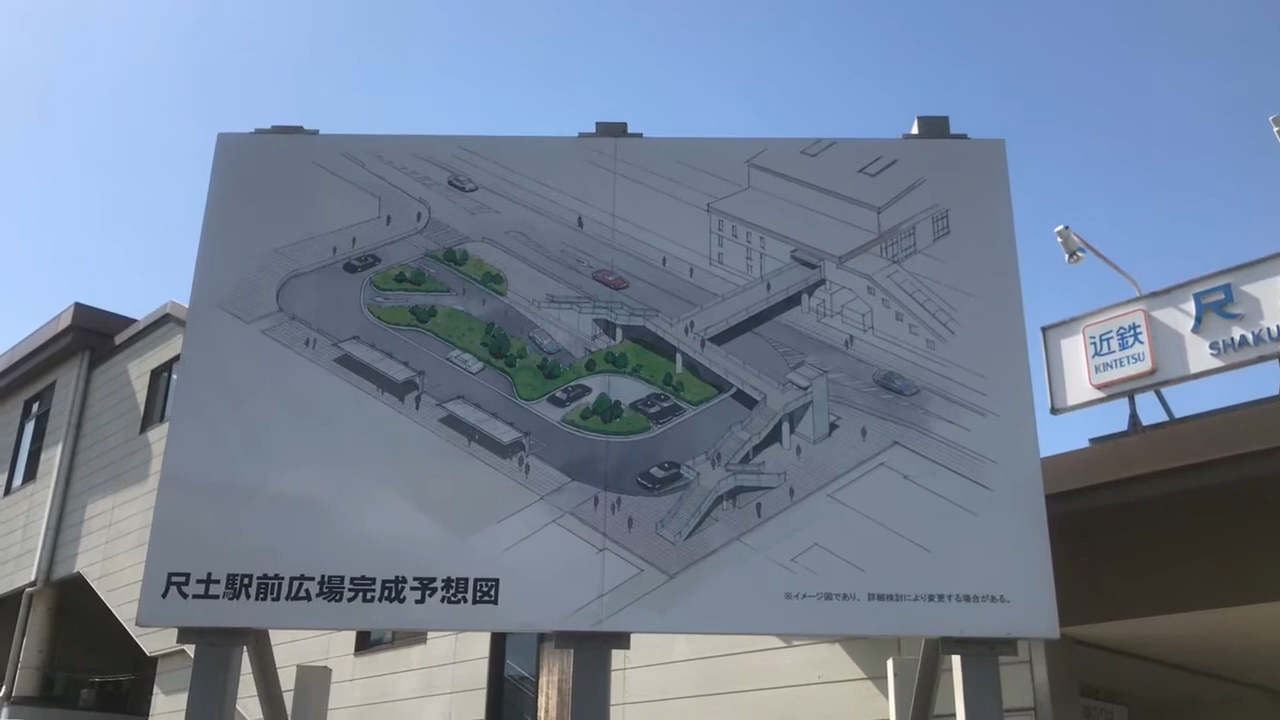 近鉄
KINTETSU
尺
SHAKU
尺土駅前広場完成予想図
※イメージ図であり、詳細検討により変更する場合がある。